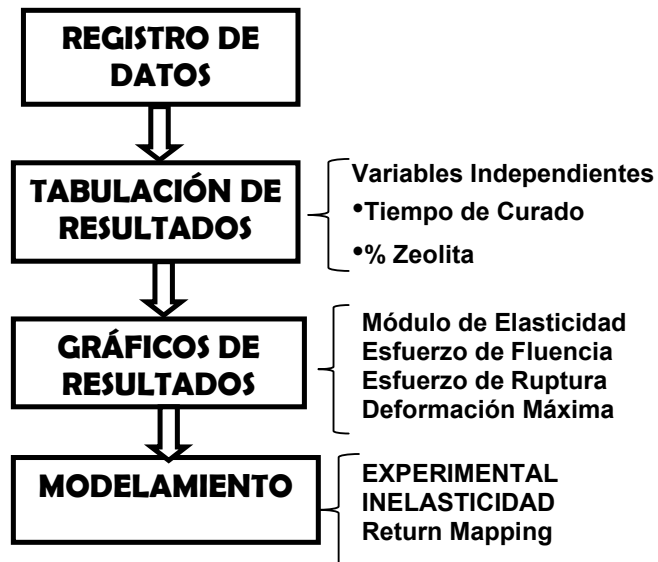 REGISTRO DE
DATOS
TABULACIÓN DE
RESULTADOS
Variables Independientes
•Tiempo de Curado
•% Zeolita
GRÁFICOS DE
RESULTADOS
Módulo de Elasticidad
Esfuerzo de Fluencia
Esfuerzo de Ruptura
Deformación Máxima
MODELAMIENTO
EXPERIMENTAL
INELASTICIDAD
Return Mapping